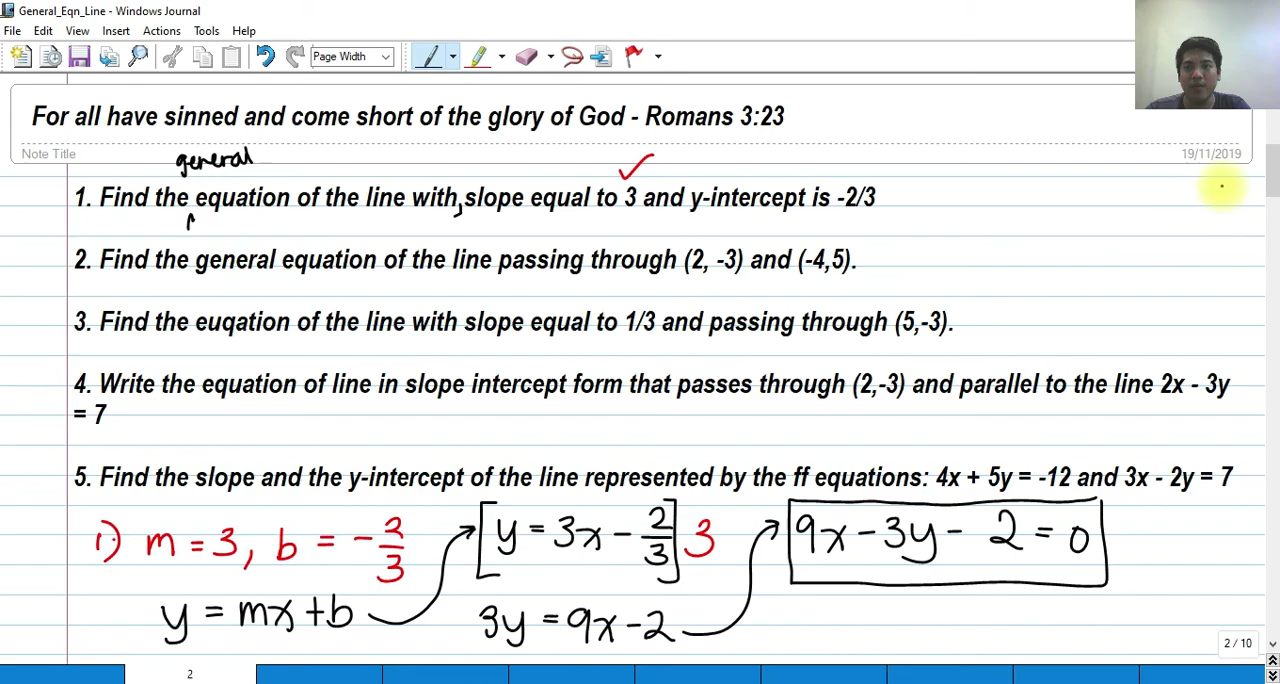 General_Eqn_Line - Windows Journal
File Edit View Insert Actions Tools Help
Page Width
For all have sinned and come short of the glory of God - Romans 3:23
Note Title
19/11/2019
general
1. Find the equation of the line with, slope equal to 3 and y-intercept is -2/3
2. Find the general equation of the line passing through (2, -3) and (-4,5).
3. Find the euqation of the line with slope equal to 1/3 and passing through (5,-3).
4. Write the equation of line in slope intercept form that passes through (2,-3) and parallel to the line 2x - 3y
= 7
5. Find the slope and the y-intercept of the line represented by the ff equations: 4x + 5y = -12 and 3x - 2y = 7
1.) m = 3, b = -2/3
y = mx + b
[y = 3x - 2/3] 3
3y = 9x - 2
9x - 3y - 2 = 0
2 / 10
2